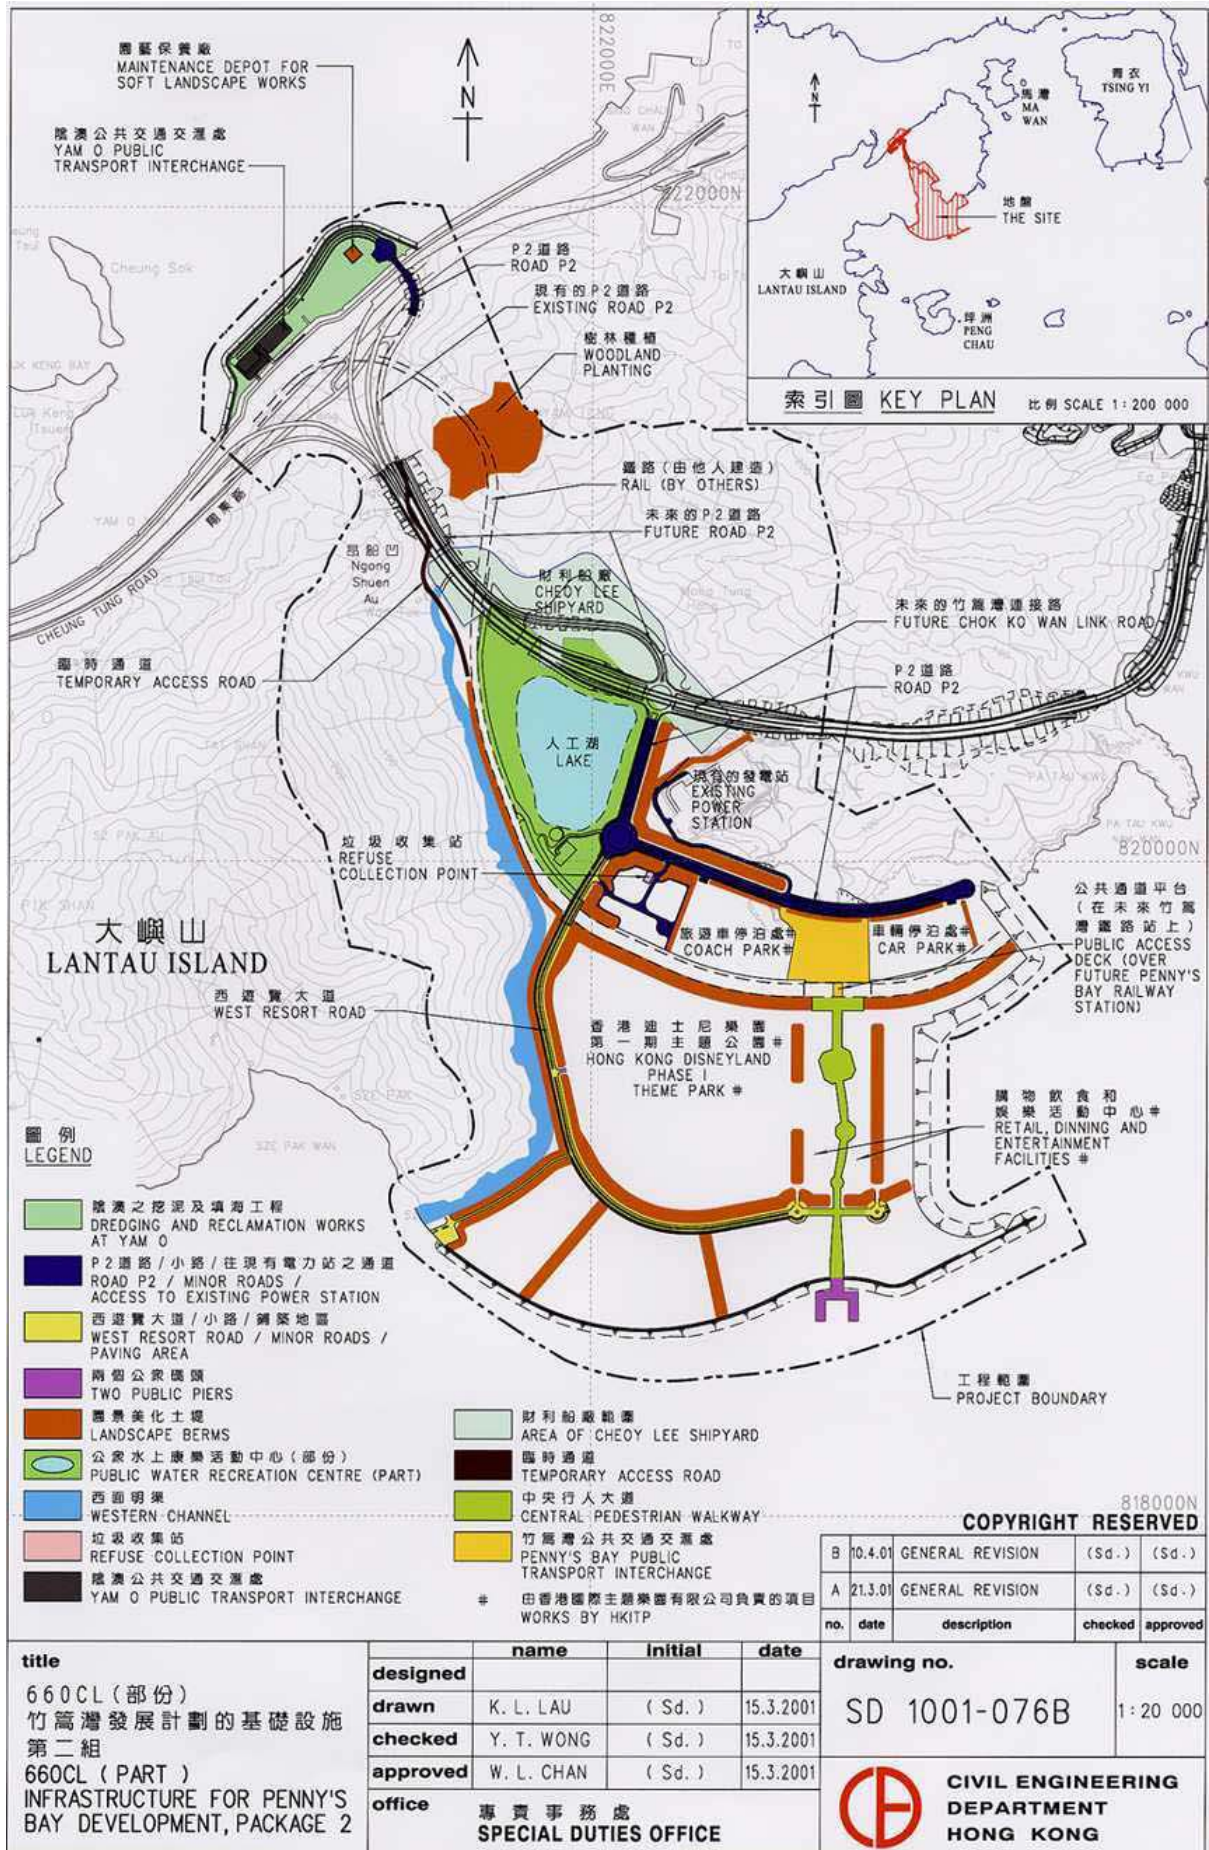 園藝保養廠
MAINTENANCE DEPOT FOR
SOFT LANDSCAPE WORKS
陰澳公共交通交滙處
YAM O PUBLIC
TRANSPORT INTERCHANGE
N
822000E
822000N
Cheung Sok
P2道路
ROAD P2
現有的P2道路
EXISTING ROAD P2
樹林種植
WOODLAND
PLANTING
N
青衣
TSING YI
馬灣
MA
WAN
地盤
THE SITE
大嶼山
LANTAU ISLAND
坪洲
PENG
CHAU
索引圖 KEY PLAN 比例 SCALE 1:200 000
鐵路(由他人建造)
RAIL (BY OTHERS)
未來的P2道路
FUTURE ROAD P2
YAM O
昂船凹
Ngong
Shuen
Au
財利船廠
CHEOY LEE
SHIPYARD
CHEUNG TUNG ROAD
未來的竹篙灣連接路
FUTURE CHOK KO WAN LINK ROAD
臨時通道
TEMPORARY ACCESS ROAD
P2道路
ROAD P2
人工湖
LAKE
現有的發電站
EXISTING
POWER
STATION
垃圾收集站
REFUSE
COLLECTION POINT
820000N
大嶼山
LANTAU ISLAND
旅遊車停泊處#
COACH PARK#
車輛停泊處#
CAR PARK#
公共通道平台
(在未來竹篙
灣鐵路站上)
PUBLIC ACCESS
DECK (OVER
FUTURE PENNY'S
BAY RAILWAY
STATION)
西遊覽大道
WEST RESORT ROAD
香港迪士尼樂園
第一期主題公園#
HONG KONG DISNEYLAND
PHASE I
THEME PARK #
SZE PAK
SZE PAK WAN
購物飲食和
娛樂活動中心#
RETAIL, DINNING AND
ENTERTAINMENT
FACILITIES #
工程範圍
PROJECT BOUNDARY
圖例
LEGEND
陰澳之挖泥及填海工程
DREDGING AND RECLAMATION WORKS
AT YAM O
P2道路/小路/往現有電力站之通道
ROAD P2 / MINOR ROADS /
ACCESS TO EXISTING POWER STATION
西遊覽大道/小路/鋪築地區
WEST RESORT ROAD / MINOR ROADS /
PAVING AREA
兩個公衆碼頭
TWO PUBLIC PIERS
園景美化土堤
LANDSCAPE BERMS
公衆水上康樂活動中心(部份)
PUBLIC WATER RECREATION CENTRE (PART)
西面明渠
WESTERN CHANNEL
垃圾收集站
REFUSE COLLECTION POINT
陰澳公共交通交滙處
YAM O PUBLIC TRANSPORT INTERCHANGE
財利船廠範圍
AREA OF CHEOY LEE SHIPYARD
臨時通道
TEMPORARY ACCESS ROAD
中央行人大道
CENTRAL PEDESTRIAN WALKWAY
竹篙灣公共交通交滙處
PENNY'S BAY PUBLIC
TRANSPORT INTERCHANGE
# 由香港國際主題樂園有限公司負責的項目
WORKS BY HKITP
818000N
COPYRIGHT RESERVED
B 10.4.01 GENERAL REVISION (Sd.) (Sd.)
A 21.3.01 GENERAL REVISION (Sd.) (Sd.)
no. date description checked approved
title
660CL(部份)
竹篙灣發展計劃的基礎設施
第二組
660CL ( PART )
INFRASTRUCTURE FOR PENNY'S
BAY DEVELOPMENT, PACKAGE 2
name initial date
designed
drawn K. L. LAU ( Sd. ) 15.3.2001
checked Y. T. WONG ( Sd. ) 15.3.2001
approved W. L. CHAN ( Sd. ) 15.3.2001
office 專責事務處
SPECIAL DUTIES OFFICE
drawing no. scale
SD 1001-076B 1:20 000
CIVIL ENGINEERING
DEPARTMENT
HONG KONG